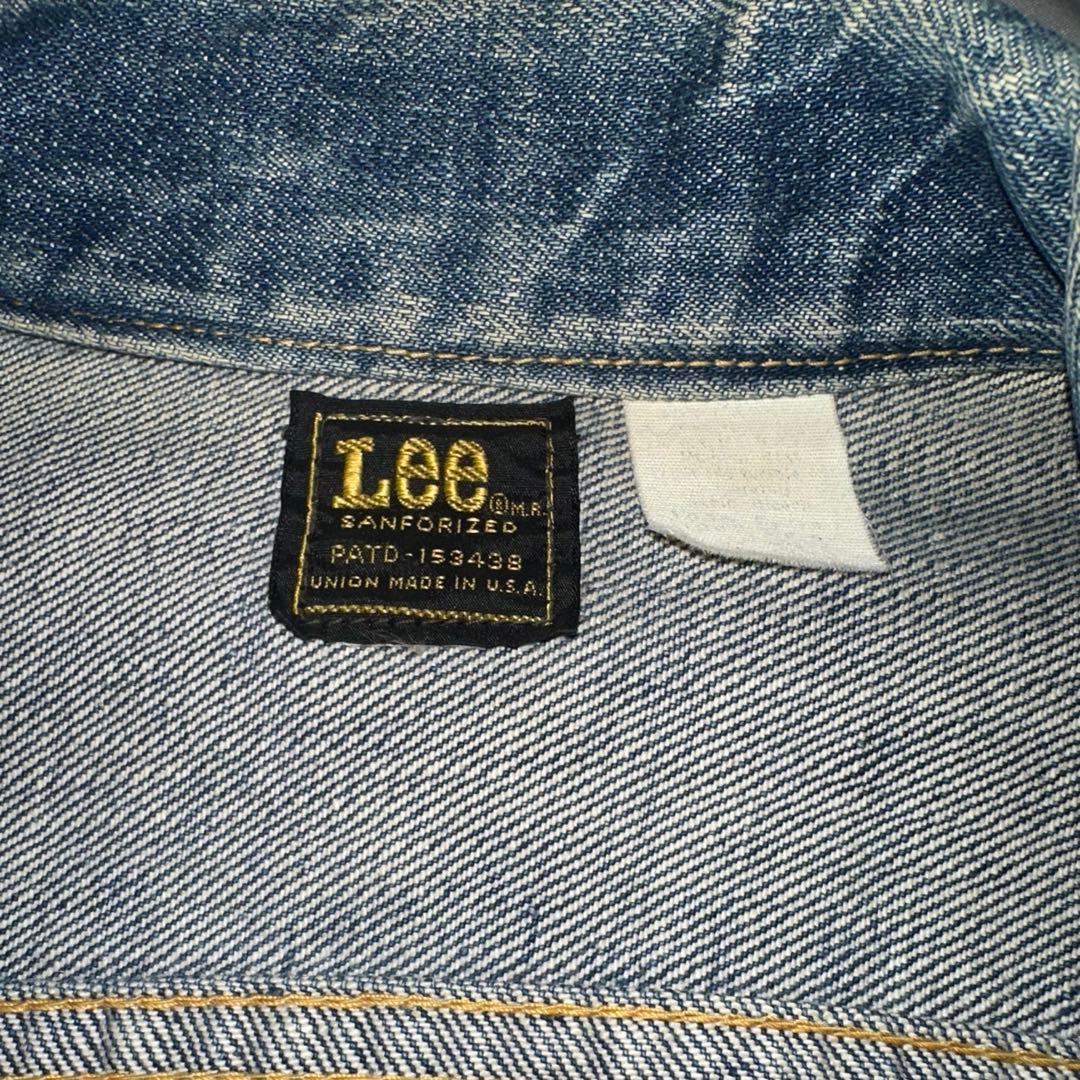 Lee ® M.R.
SANFORIZED
PATD-153438
UNION MADE IN U.S.A.